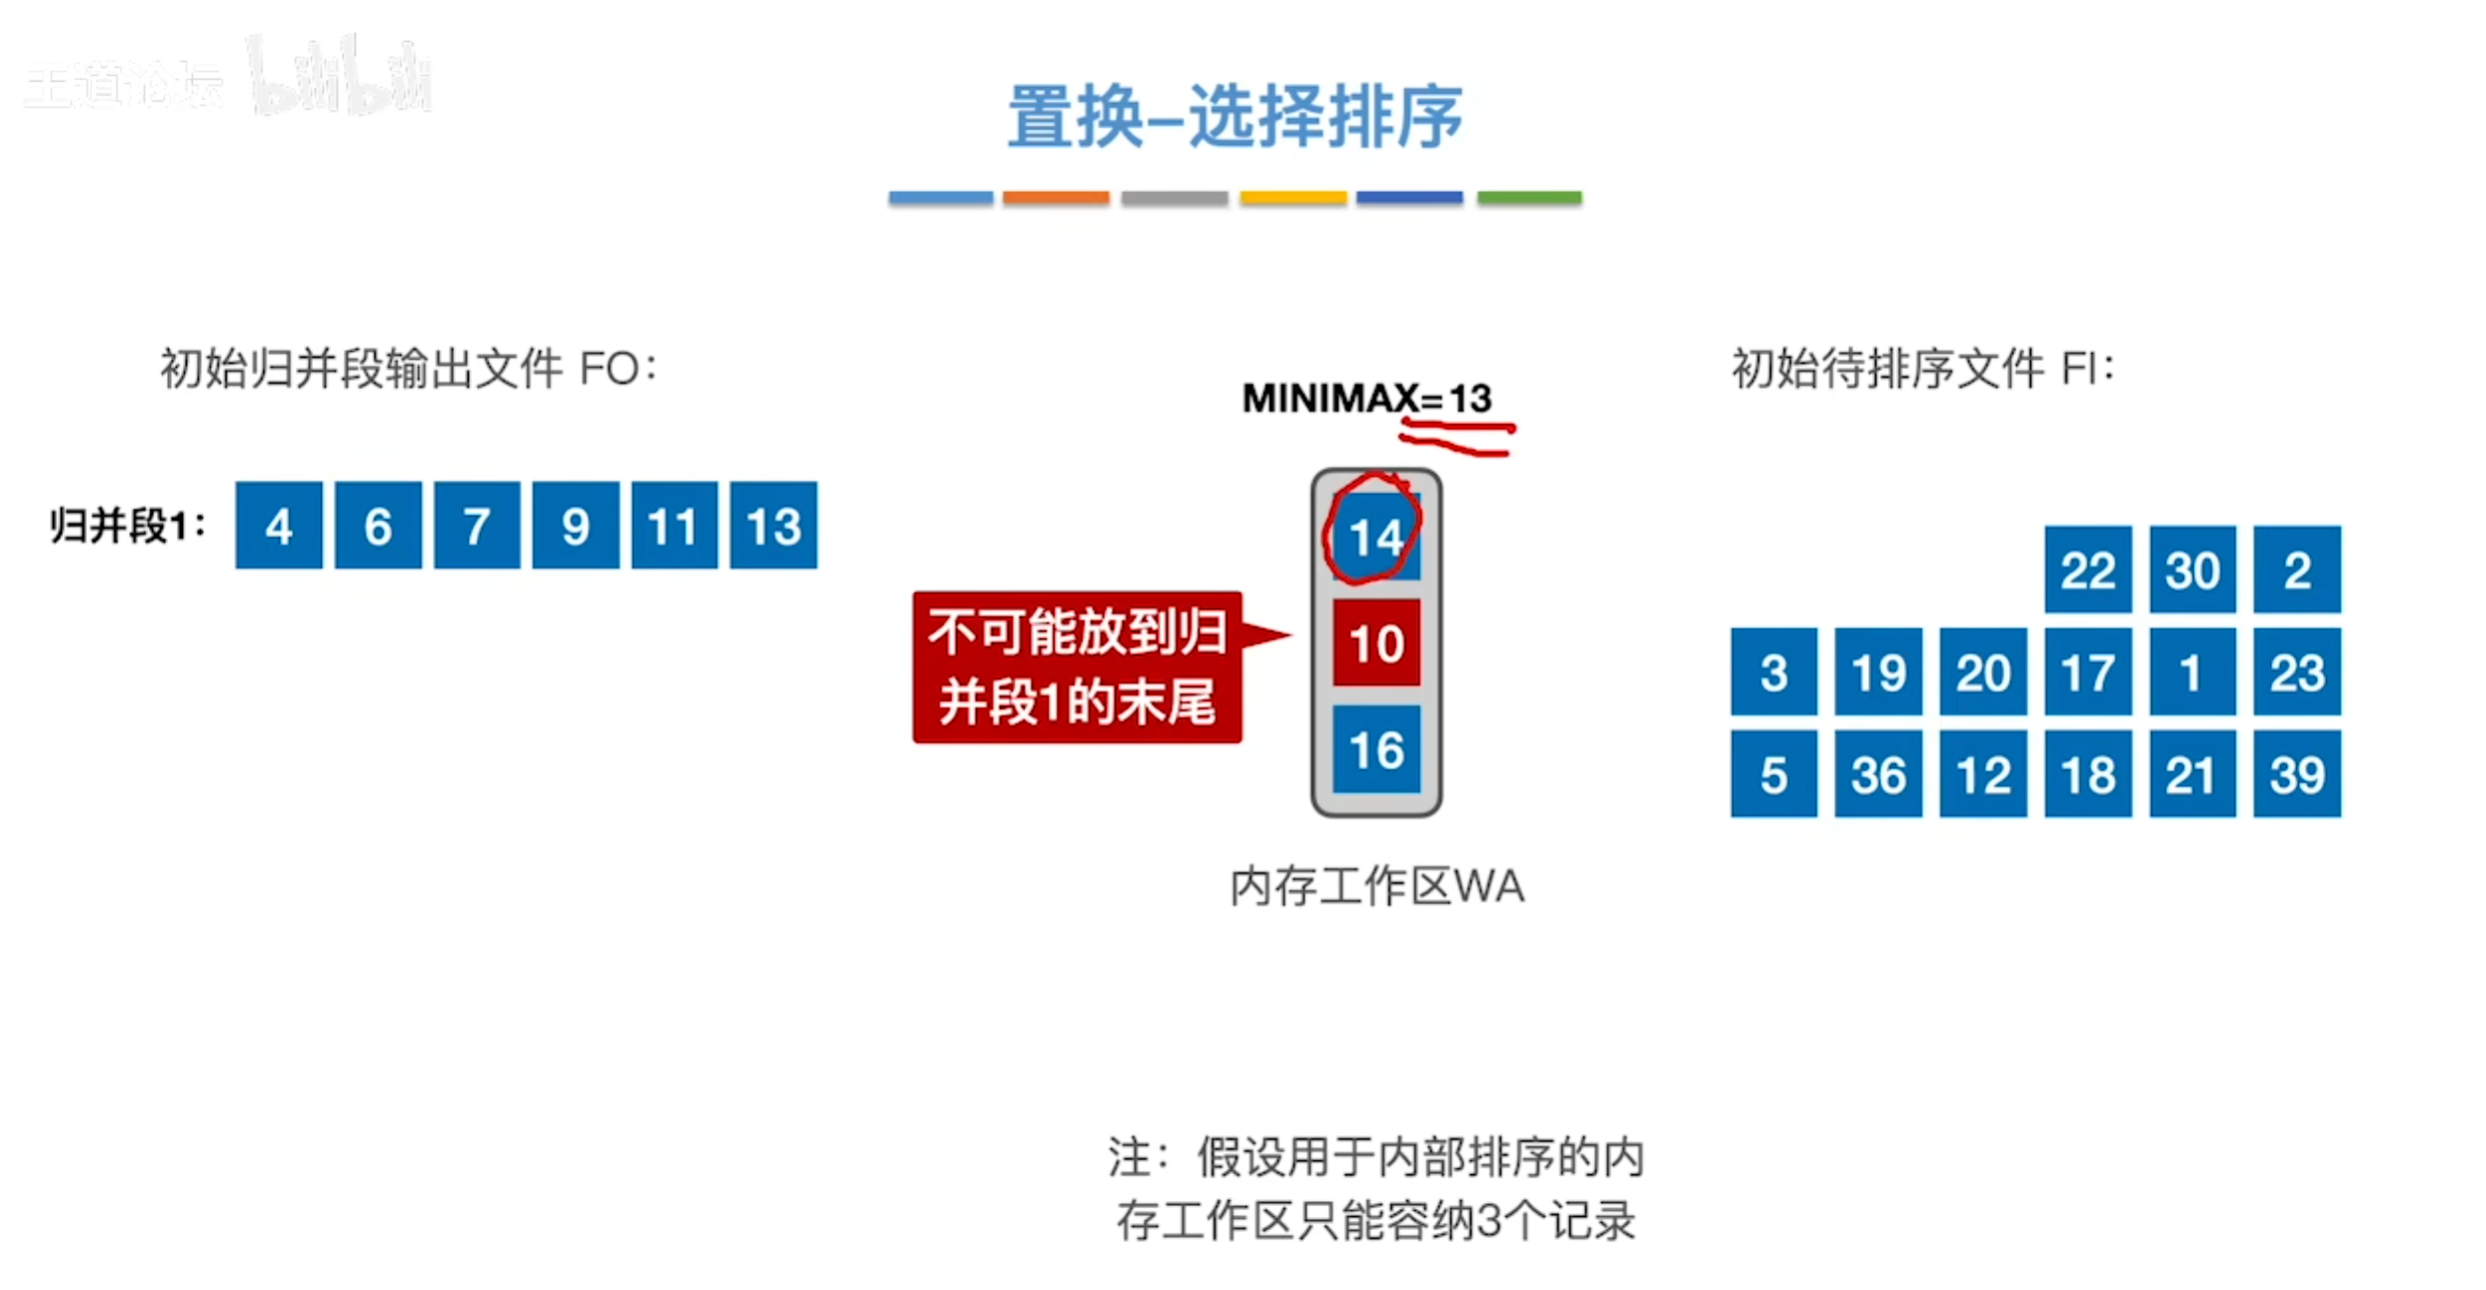 王道论坛 bilibili
置换–选择排序
初始归并段输出文件 FO：
初始待排序文件 FI：
MINIMAX=13
归并段1：
4 6 7 9 11 13
14
不可能放到归
并段1的末尾
10
16
22 30 2
3 19 20 17 1 23
5 36 12 18 21 39
内存工作区WA
注：假设用于内部排序的内
存工作区只能容纳3个记录